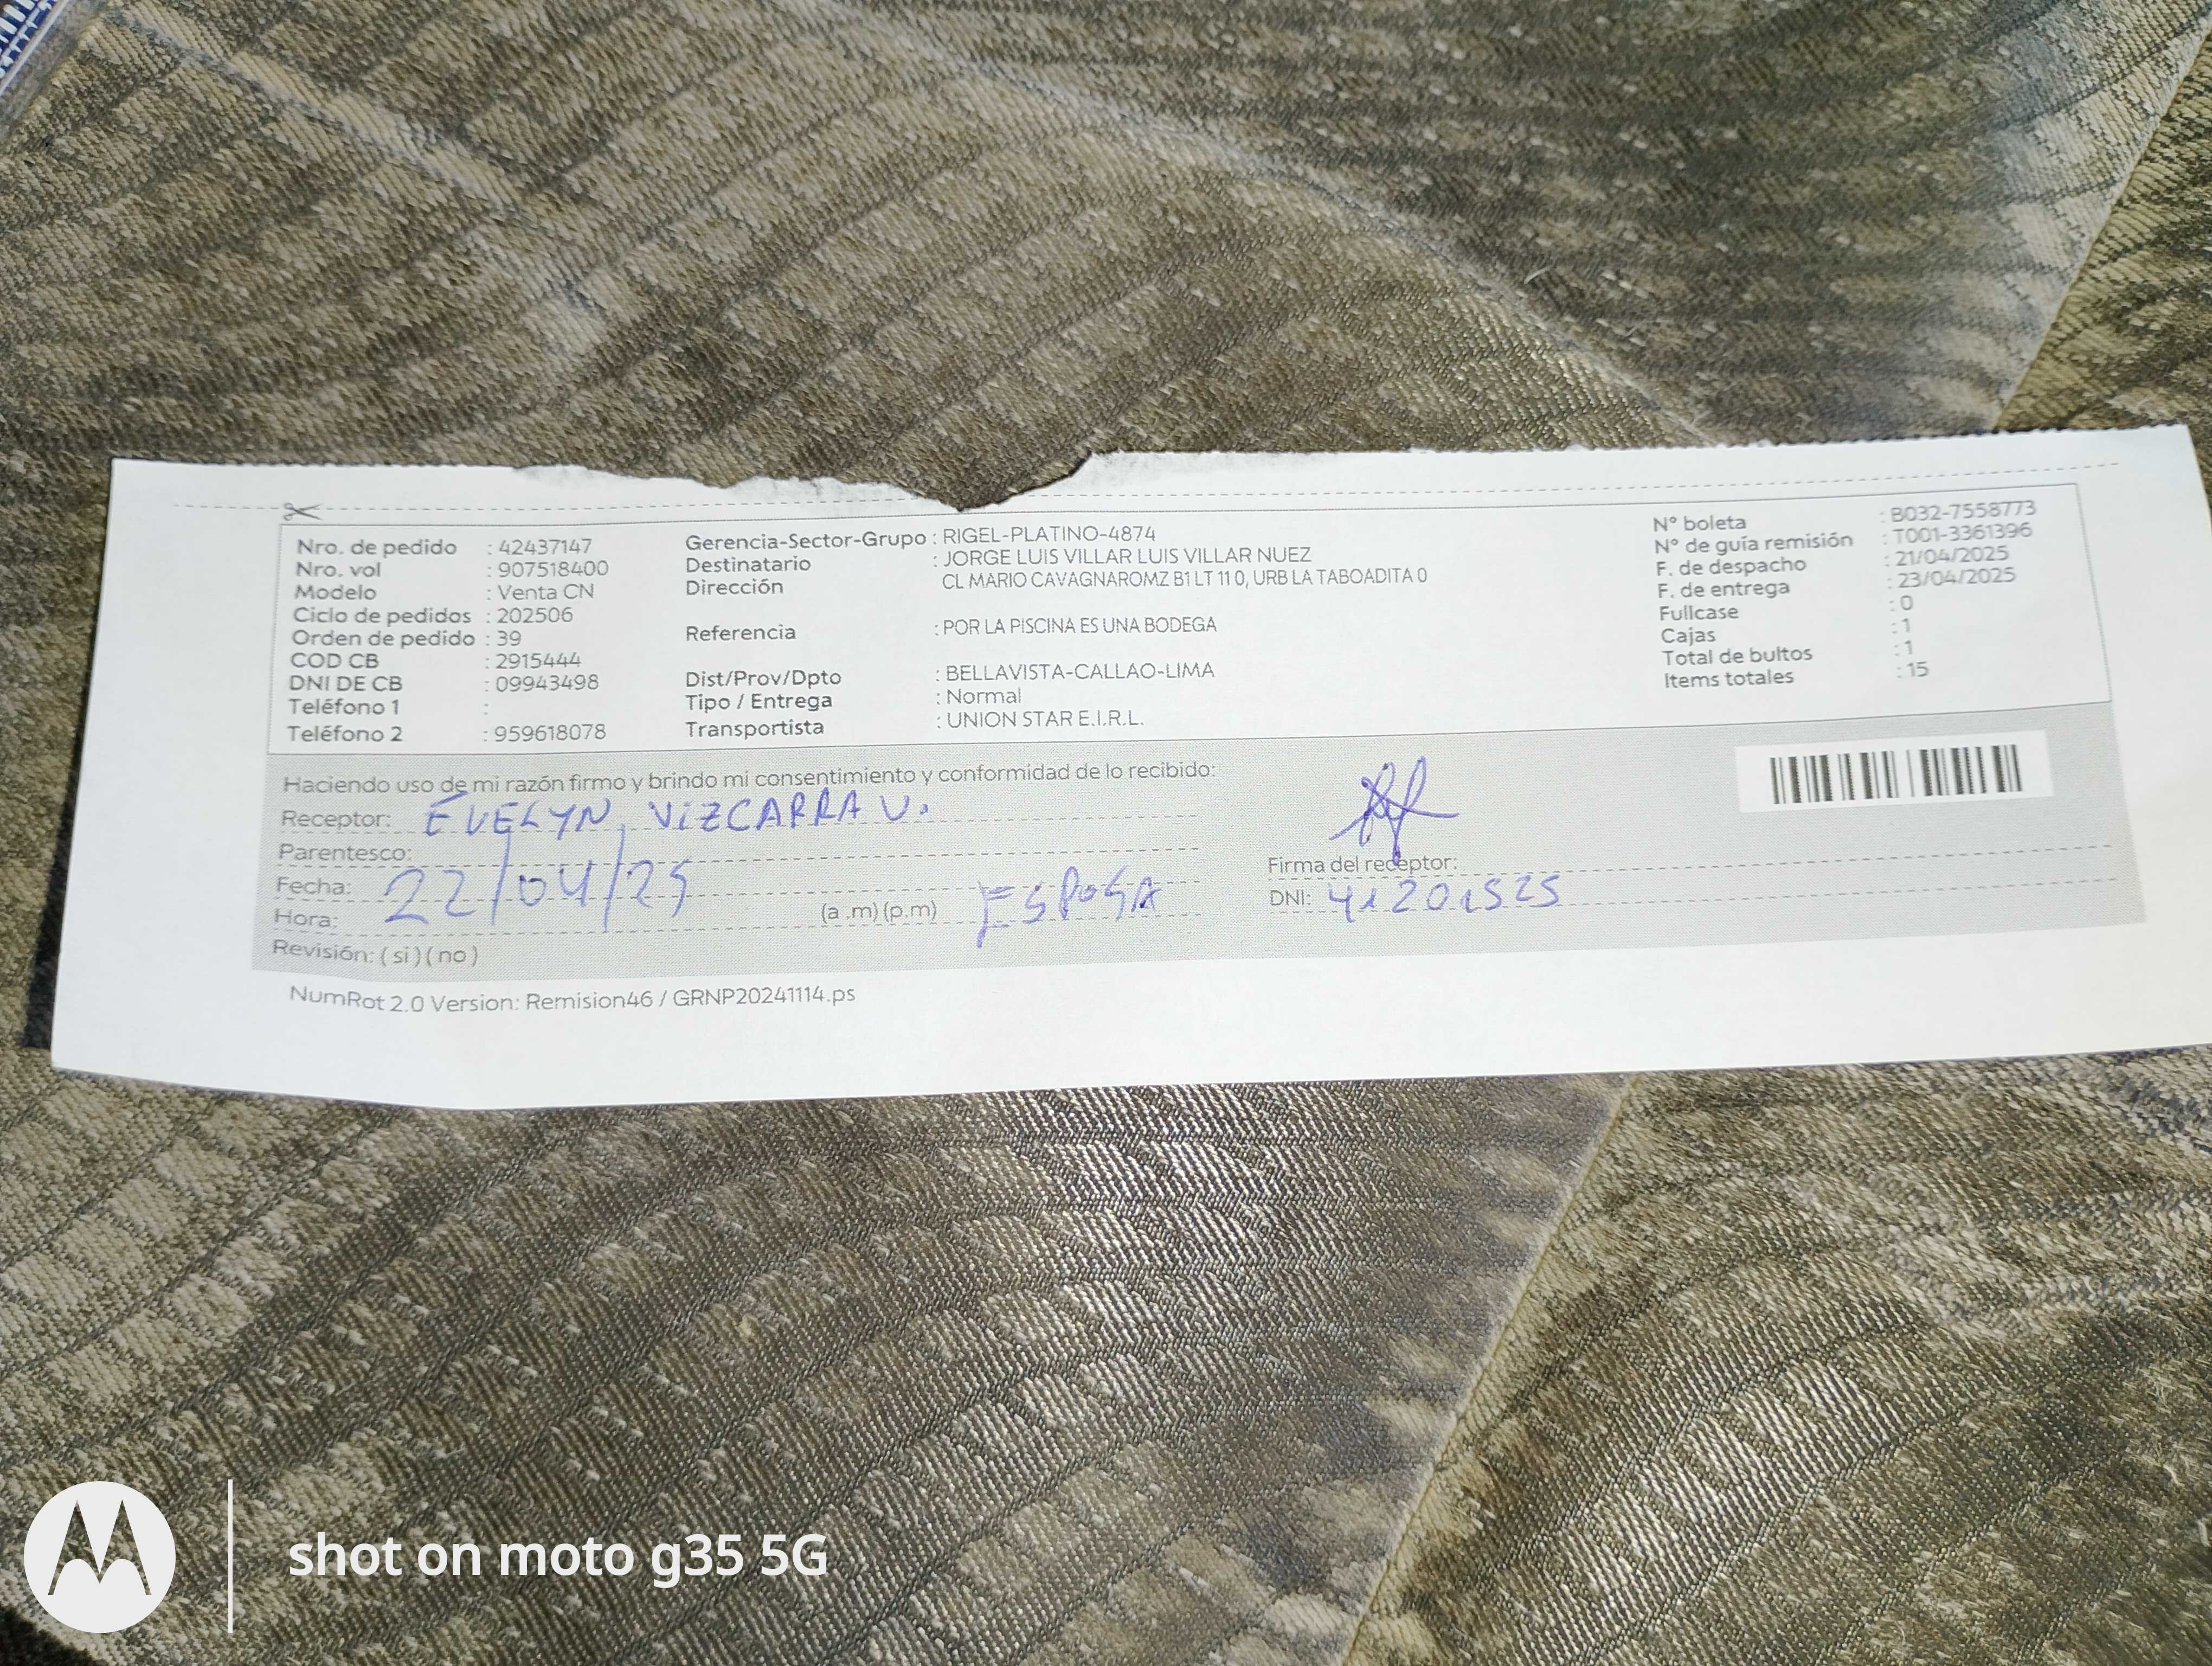 Nro. de pedido : 42437147
Nro. vol : 907518400
Modelo : Venta CN
Ciclo de pedidos : 202506
Orden de pedido : 39
COD CB : 2915444
DNI DE CB : 09943498
Teléfono 1 :
Teléfono 2 : 959618078
Gerencia-Sector-Grupo : RIGEL-PLATINO-4874
Destinatario : JORGE LUIS VILLAR LUIS VILLAR NUEZ
Dirección CL MARIO CAVAGNAROMZ B1 LT 11 0, URB LA TABOADITA 0
Referencia : POR LA PISCINA ES UNA BODEGA
Dist/Prov/Dpto : BELLAVISTA-CALLAO-LIMA
Tipo / Entrega : Normal
Transportista : UNION STAR E.I.R.L.
N° boleta : B032-7558773
N° de guía remisión : T001-3361396
F. de despacho : 21/04/2025
F. de entrega : 23/04/2025
Fullcase : 0
Cajas : 1
Total de bultos : 1
Items totales : 15
Haciendo uso de mi razón firmo y brindo mi consentimiento y conformidad de lo recibido:
Receptor: EVELYN VIZCARRA V.
Parentesco:
Fecha: 22/04/25
Hora: (a .m) (p.m) ESPOSA
Revisión: ( si ) ( no )
Firma del receptor:
DNI: 41201525
NumRot 2.0 Version: Remision46 / GRNP20241114.ps
shot on moto g35 5G